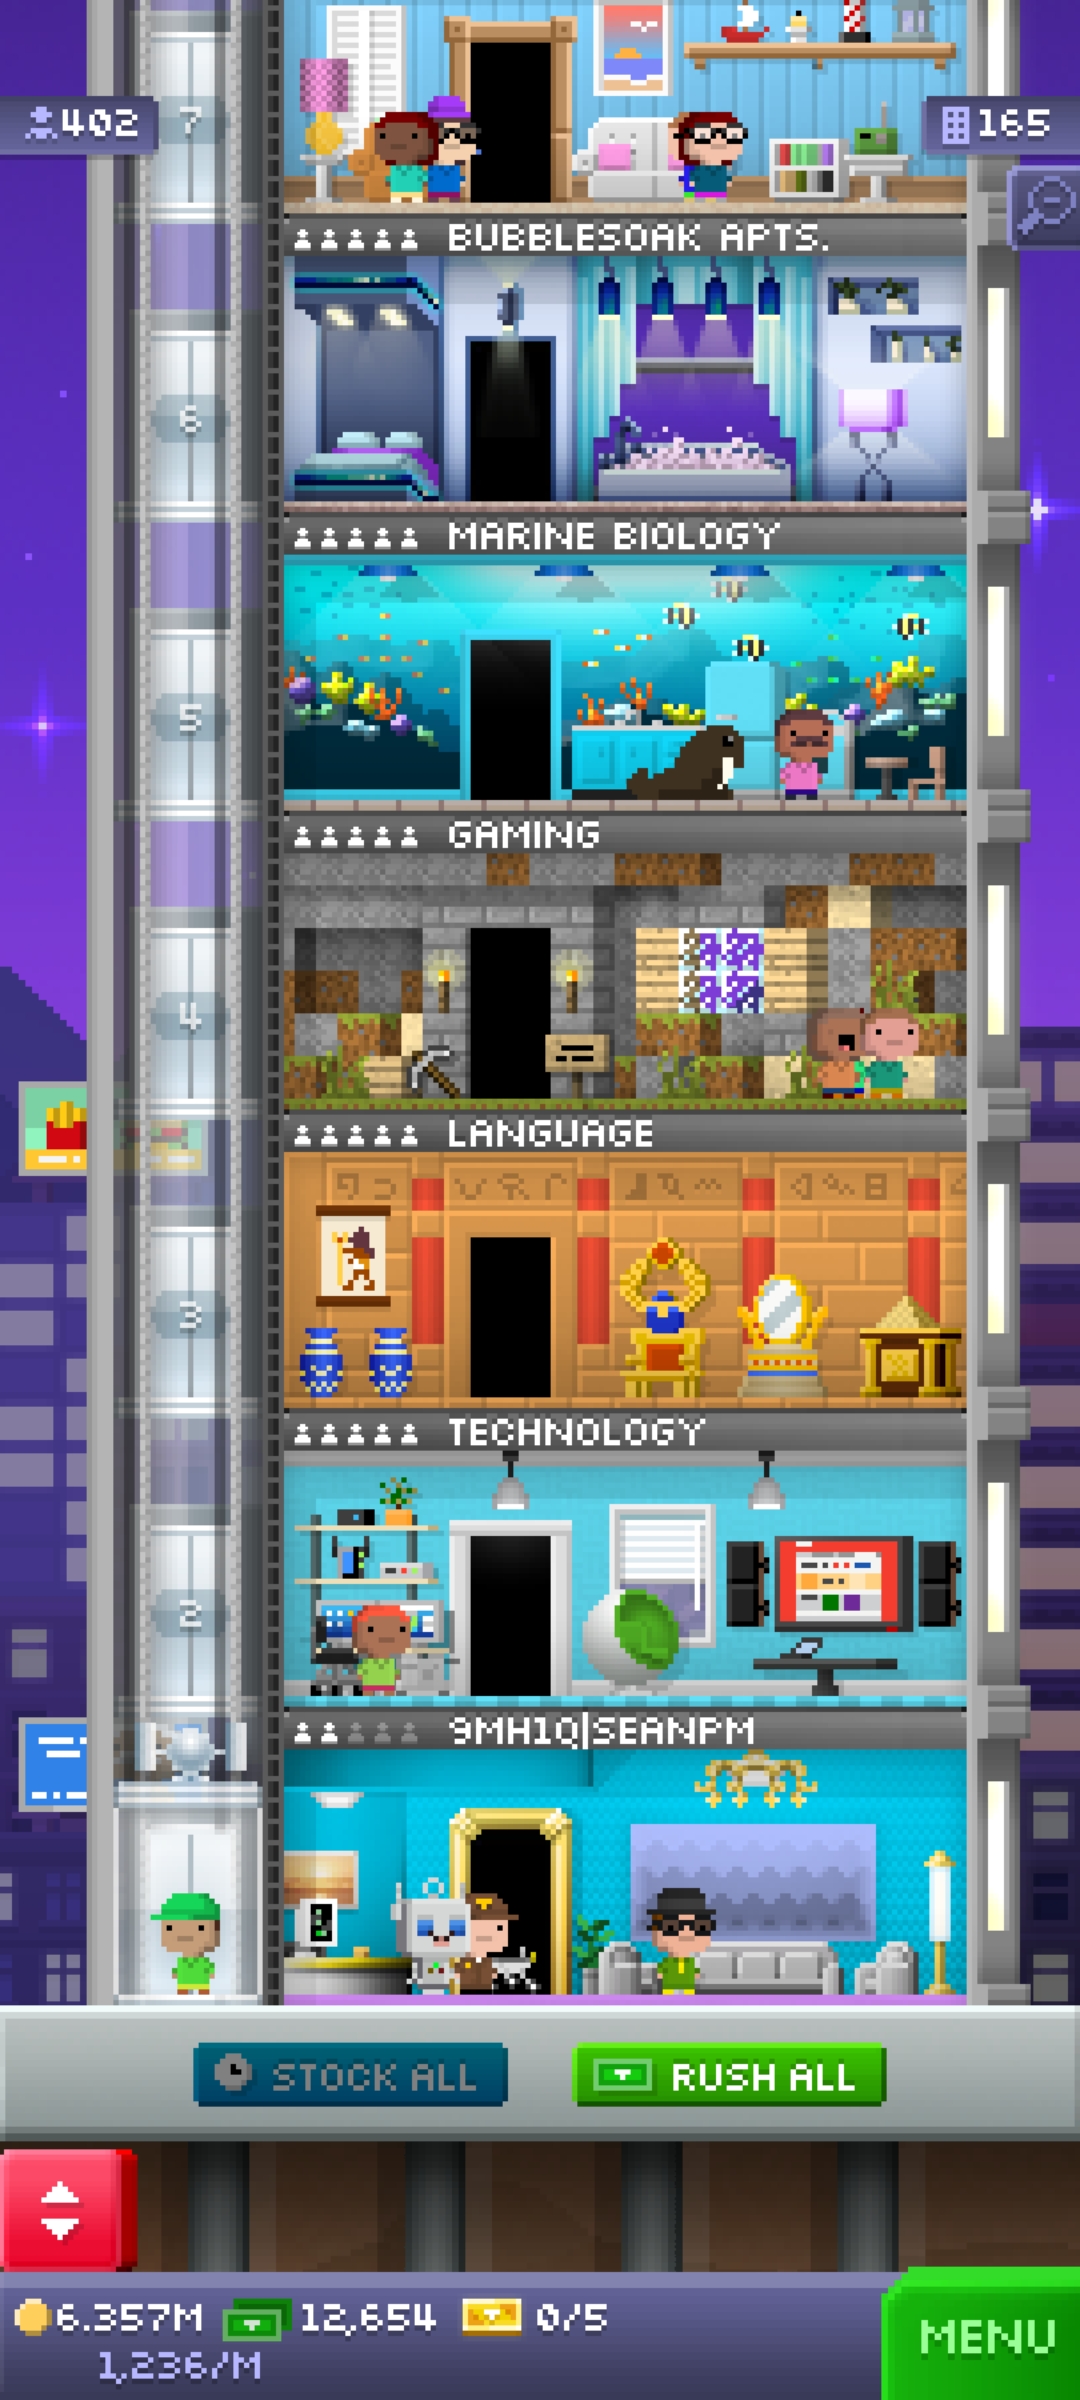 7
402
165
BUBBLESOAK APTS.
6
MARINE BIOLOGY
5
GAMING
4
LANGUAGE
3
TECHNOLOGY
2
9MH1Q|SEANPM
STOCK ALL
RUSH ALL
6.357M
12,654
0/5
1,236/M
MENU